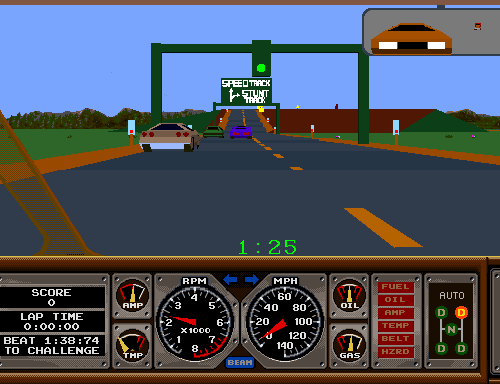 SPEED TRACK
STUNT
TRACK
1:25
SCORE
0
LAP TIME
0:00:00
BEAT 1:38:74
TO CHALLENGE
AMP
TMP
RPM
1 2 3 4 5 6 7 8
X1000
BEAM
MPH
0 20 40 60 80 100 120 140
OIL
GAS
FUEL
OIL
AMP
TEMP
BELT
HZRD
AUTO
D D
N
D D